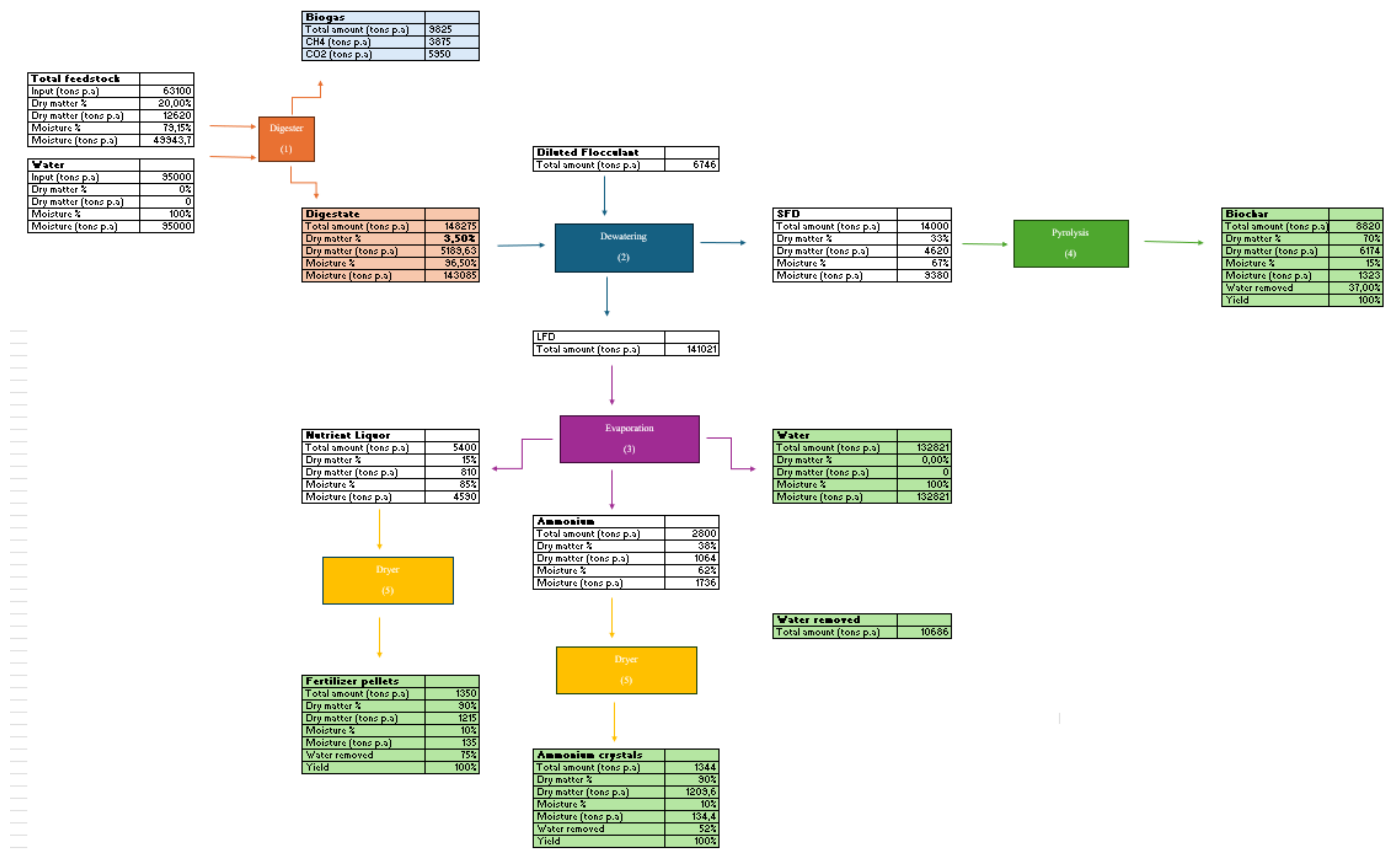 Biogas
Total amount (tons p.a) 9825
CH4 (tons p.a) 3875
CO2 (tons p.a) 5950
Total feedstock
Input (tons p.a) 63100
Dry matter % 20,00%
Dry matter (tons p.a) 12620
Moisture % 79,15%
Moisture (tons p.a) 49943,7
Water
Input (tons p.a) 95000
Dry matter % 0%
Dry matter (tons p.a) 0
Moisture % 100%
Moisture (tons p.a) 95000
Digester
(1)
Digestate
Total amount (tons p.a) 148275
Dry matter % 3,50%
Dry matter (tons p.a) 5189,63
Moisture % 96,50%
Moisture (tons p.a) 143085
Diluted Flocculant
Total amount (tons p.a) 6746
Dewatering
(2)
SFD
Total amount (tons p.a) 14000
Dry matter % 33%
Dry matter (tons p.a) 4620
Moisture % 67%
Moisture (tons p.a) 9380
Pyrolysis
(4)
Biochar
Total amount (tons p.a) 8820
Dry matter % 70%
Dry matter (tons p.a) 6174
Moisture % 15%
Moisture (tons p.a) 1323
Water removed 37,00%
Yield 100%
LFD
Total amount (tons p.a) 141021
Evaporation
(3)
Nutrient Liquor
Total amount (tons p.a) 5400
Dry matter % 15%
Dry matter (tons p.a) 810
Moisture % 85%
Moisture (tons p.a) 4590
Water
Total amount (tons p.a) 132821
Dry matter % 0,00%
Dry matter (tons p.a) 0
Moisture % 100%
Moisture (tons p.a) 132821
Ammonium
Total amount (tons p.a) 2800
Dry matter % 38%
Dry matter (tons p.a) 1064
Moisture % 62%
Moisture (tons p.a) 1736
Dryer
(5)
Water removed
Total amount (tons p.a) 10686
Dryer
(5)
Fertilizer pellets
Total amount (tons p.a) 1350
Dry matter % 90%
Dry matter (tons p.a) 1215
Moisture % 10%
Moisture (tons p.a) 135
Water removed 75%
Yield 100%
Ammonium crystals
Total amount (tons p.a) 1344
Dry matter % 90%
Dry matter (tons p.a) 1209,6
Moisture % 10%
Moisture (tons p.a) 134,4
Water removed 52%
Yield 100%